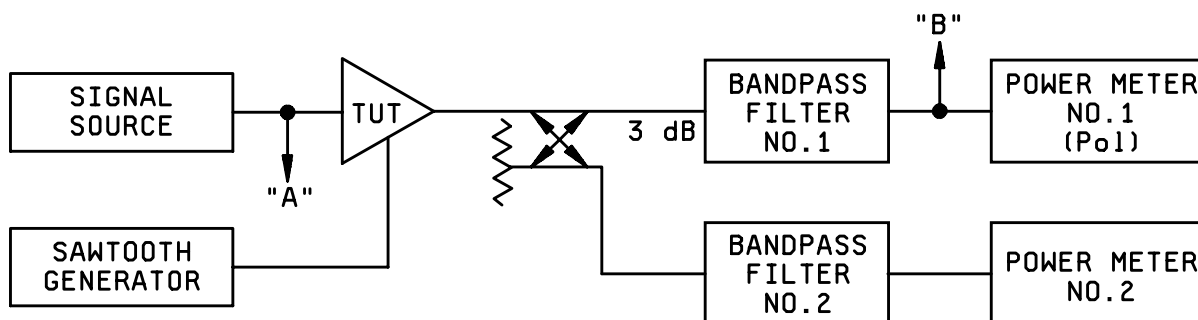 "B"
SIGNAL
SOURCE
"A"
TUT
3 dB
BANDPASS
FILTER
NO.1
POWER METER
NO.1
(Pol)
SAWTOOTH
GENERATOR
BANDPASS
FILTER
NO.2
POWER METER
NO.2